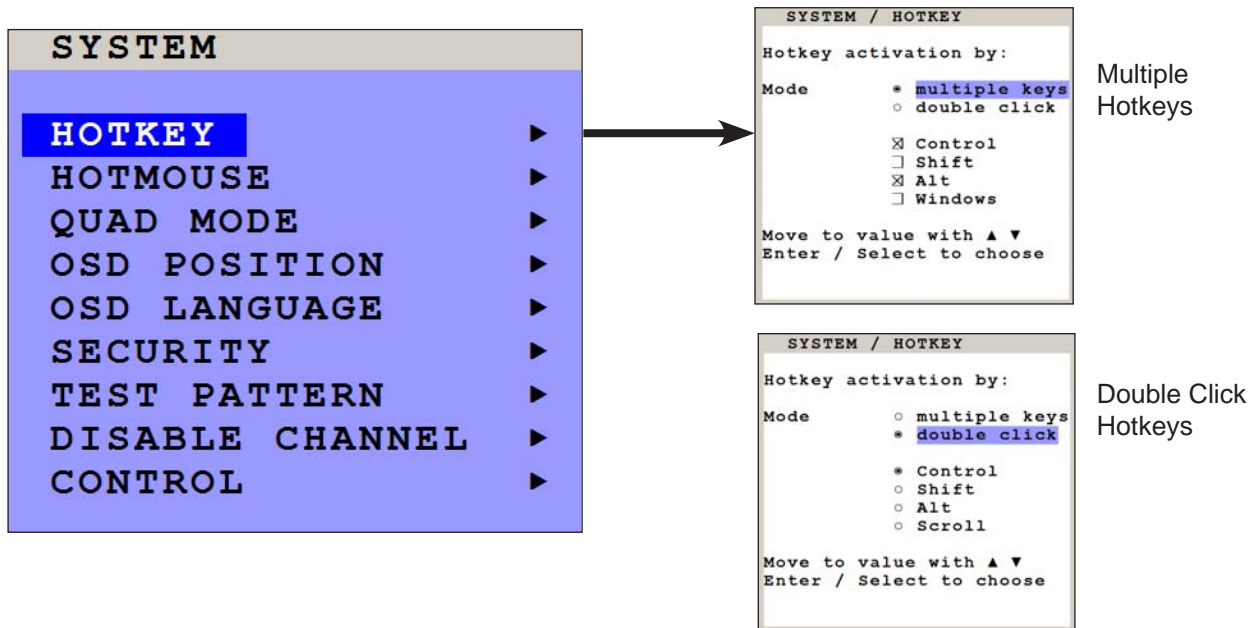 SYSTEM
HOTKEY ►
HOTMOUSE ►
QUAD MODE ►
OSD POSITION ►
OSD LANGUAGE ►
SECURITY ►
TEST PATTERN ►
DISABLE CHANNEL ►
CONTROL ►
SYSTEM / HOTKEY
Hotkey activation by:
Mode ◉ multiple keys
○ double click
☒ Control
☐ Shift
☒ Alt
☐ Windows
Move to value with ▲ ▼
Enter / Select to choose
Multiple
Hotkeys
SYSTEM / HOTKEY
Hotkey activation by:
Mode ○ multiple keys
◉ double click
◉ Control
○ Shift
○ Alt
○ Scroll
Move to value with ▲ ▼
Enter / Select to choose
Double Click
Hotkeys